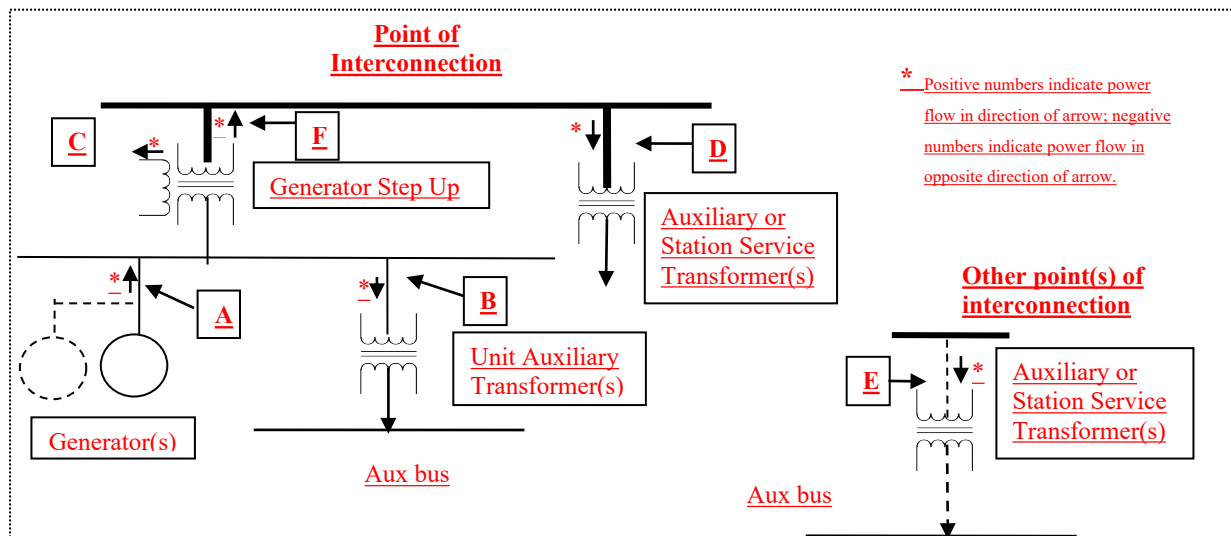 Point of
Interconnection
* Positive numbers indicate power
flow in direction of arrow; negative
numbers indicate power flow in
opposite direction of arrow.
C
*
*
F
*
D
Generator Step Up
Auxiliary or
Station Service
Transformer(s)
*
A
*
B
Other point(s) of
interconnection
Unit Auxiliary
Transformer(s)
E
*
Auxiliary or
Station Service
Transformer(s)
Generator(s)
Aux bus
Aux bus